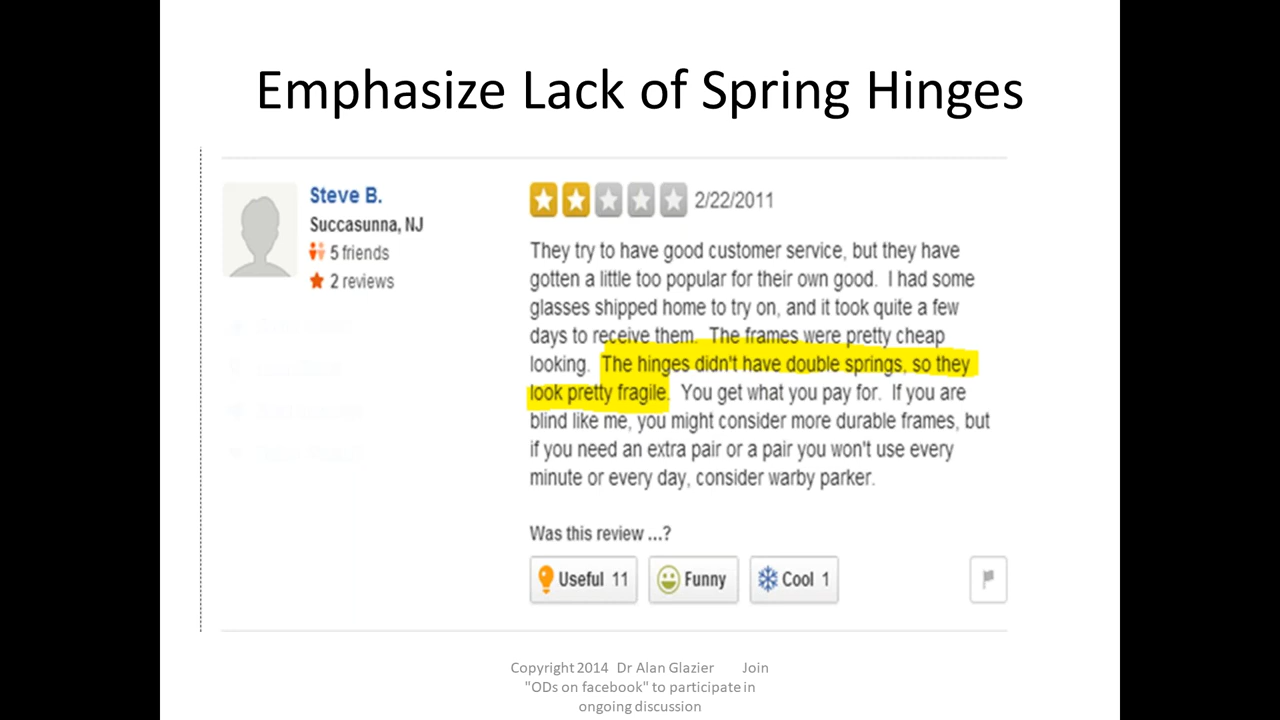 Emphasize Lack of Spring Hinges
Steve B.
Succasunna, NJ
5 friends
2 reviews
2/22/2011
They try to have good customer service, but they have
gotten a little too popular for their own good. I had some
glasses shipped home to try on, and it took quite a few
days to receive them. The frames were pretty cheap
looking. The hinges didn't have double springs, so they
look pretty fragile. You get what you pay for. If you are
blind like me, you might consider more durable frames, but
if you need an extra pair or a pair you won't use every
minute or every day, consider warby parker.
Was this review ...?
Useful 11
Funny
Cool 1
Copyright 2014 Dr Alan Glazier Join
"ODs on facebook" to participate in
ongoing discussion